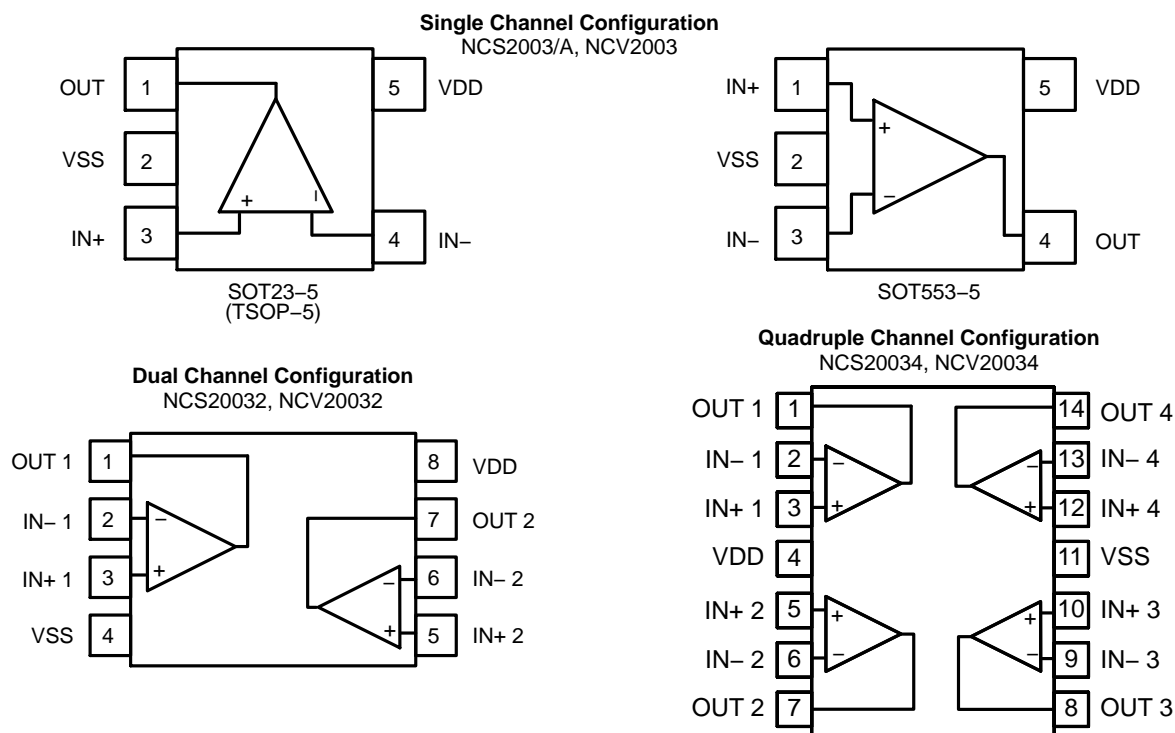 Single Channel Configuration
NCS2003/A, NCV2003
OUT 1 5 VDD
VSS 2
+ −
IN+ 3 4 IN−
SOT23−5
(TSOP−5)
IN+ 1 5 VDD
+
VSS 2
−
IN− 3 4 OUT
SOT553−5
Dual Channel Configuration
NCS20032, NCV20032
OUT 1 1 8 VDD
IN− 1 2 − 7 OUT 2
IN+ 1 3 + − 6 IN− 2
VSS 4 + 5 IN+ 2
Quadruple Channel Configuration
NCS20034, NCV20034
OUT 1 1 14 OUT 4
IN− 1 2 − − 13 IN− 4
IN+ 1 3 + + 12 IN+ 4
VDD 4 11 VSS
IN+ 2 5 + + 10 IN+ 3
IN− 2 6 − − 9 IN− 3
OUT 2 7 8 OUT 3